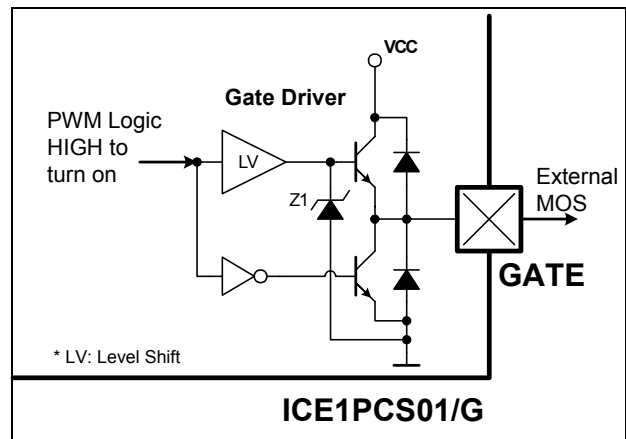 VCC
Gate Driver
PWM Logic
HIGH to
turn on
LV
Z1
External
MOS
GATE
* LV: Level Shift
ICE1PCS01/G